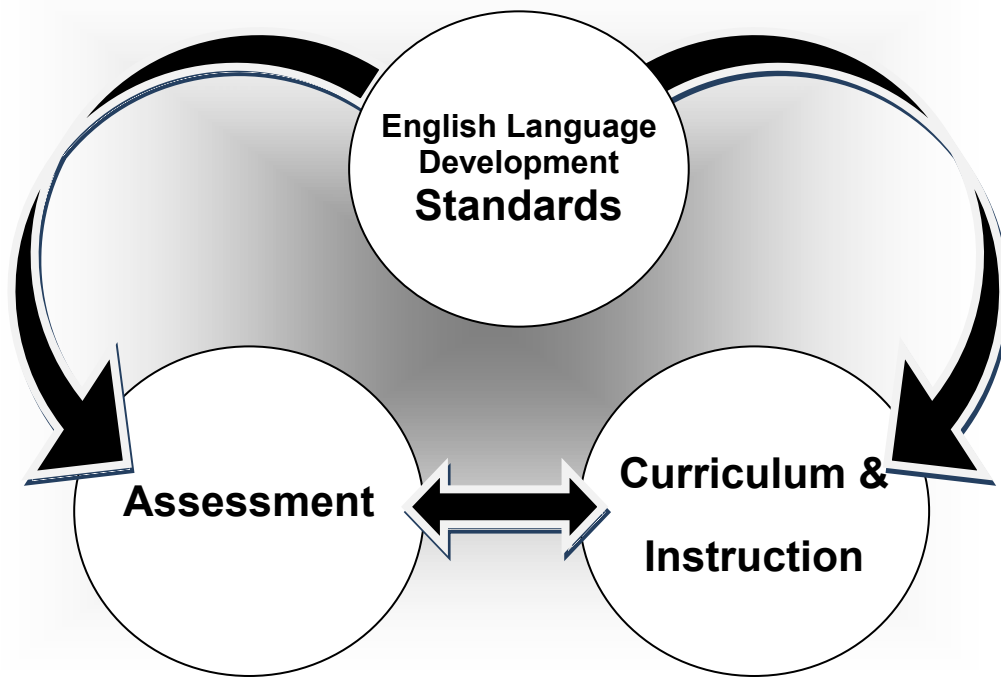 English Language
Development
Standards
Assessment
Curriculum &
Instruction